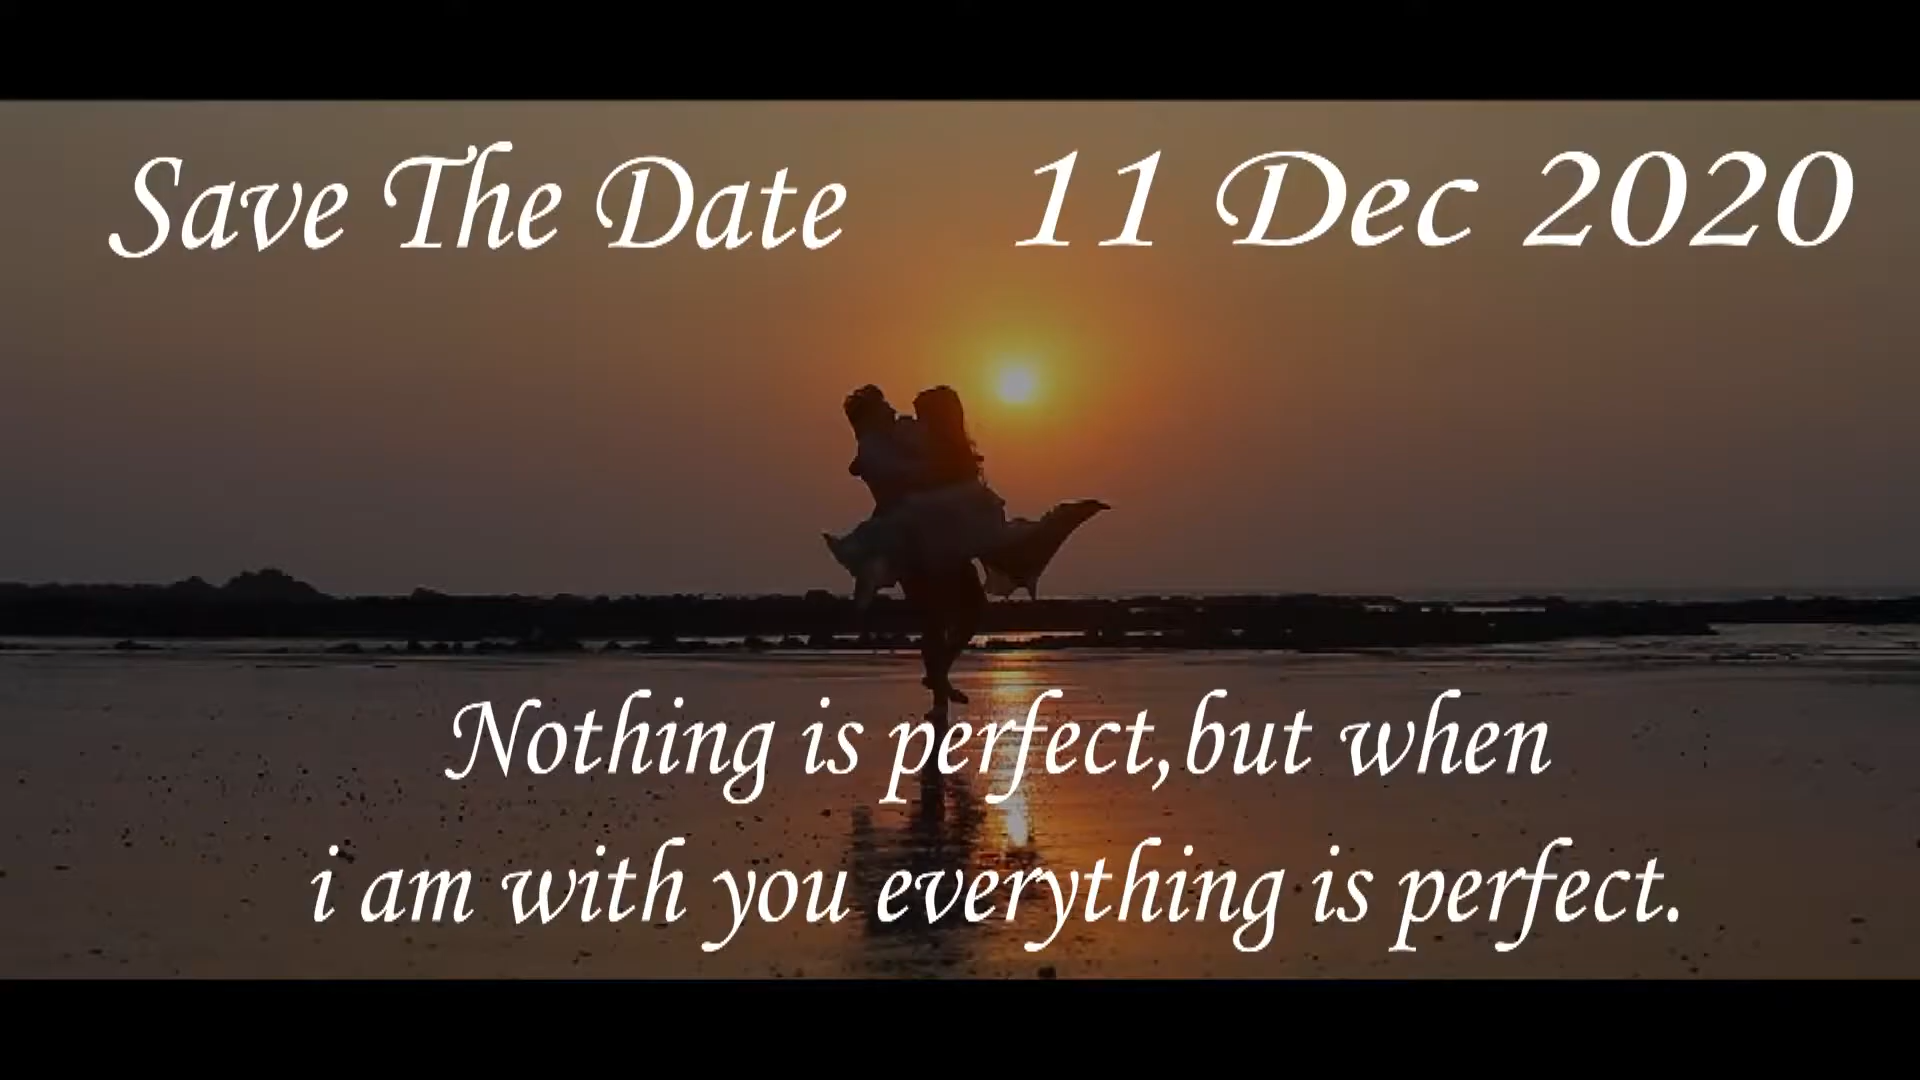 Save The Date 11 Dec 2020
Nothing is perfect,but when
i am with you everything is perfect.